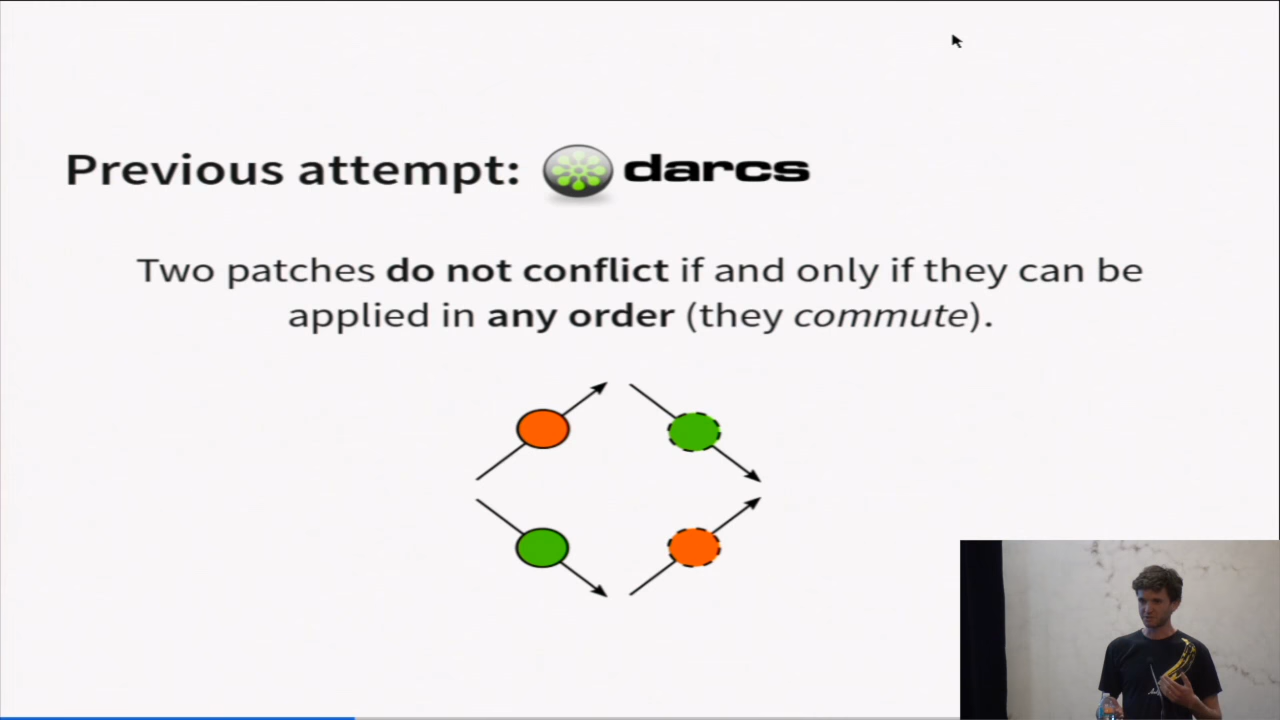 Previous attempt: darcs
Two patches do not conflict if and only if they can be
applied in any order (they commute).